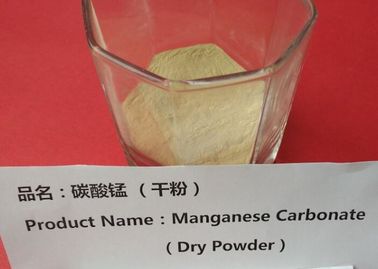 品名：碳酸锰 （ 干粉 ）
Product Name：Manganese Carbonate
（ Dry Powder ）